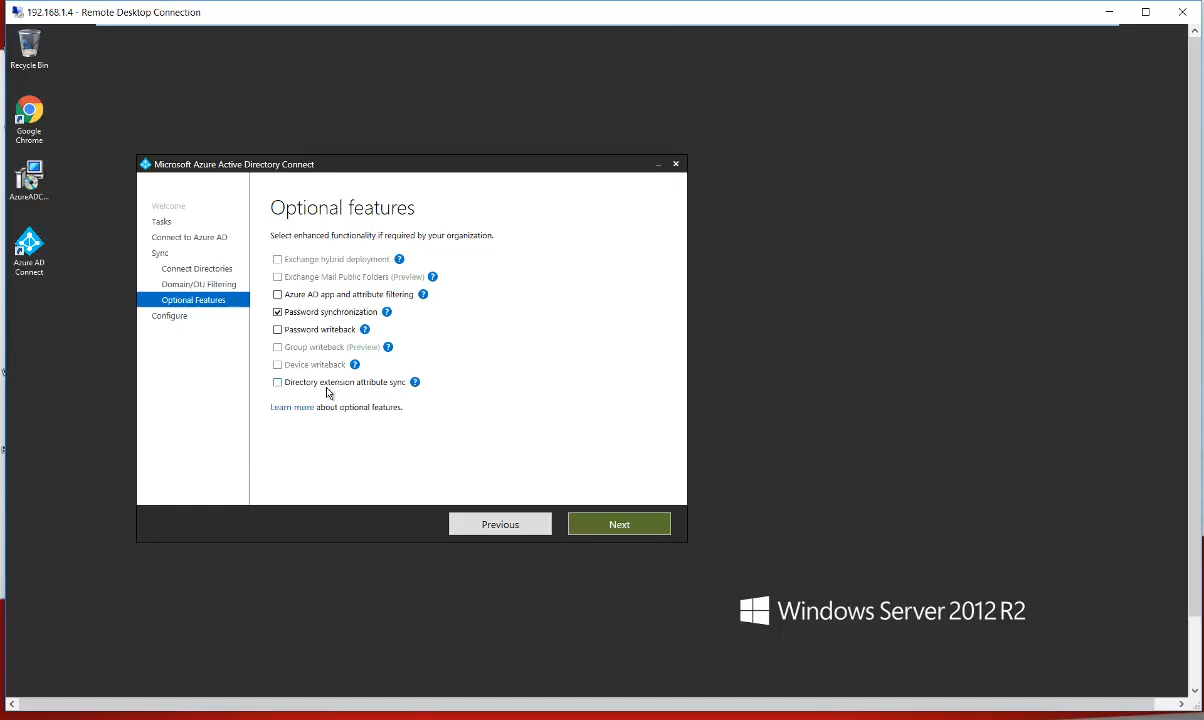 192.168.1.4 - Remote Desktop Connection
Recycle Bin
Google
Chrome
AzureADC...
Azure AD
Connect
Microsoft Azure Active Directory Connect
Welcome
Tasks
Connect to Azure AD
Sync
Connect Directories
Domain/OU Filtering
Optional Features
Configure
Optional features
Select enhanced functionality if required by your organization.
Exchange hybrid deployment ?
Exchange Mail Public Folders (Preview) ?
Azure AD app and attribute filtering ?
Password synchronization ?
Password writeback ?
Group writeback (Preview) ?
Device writeback ?
Directory extension attribute sync ?
Learn more about optional features.
Previous
Next
Windows Server 2012 R2